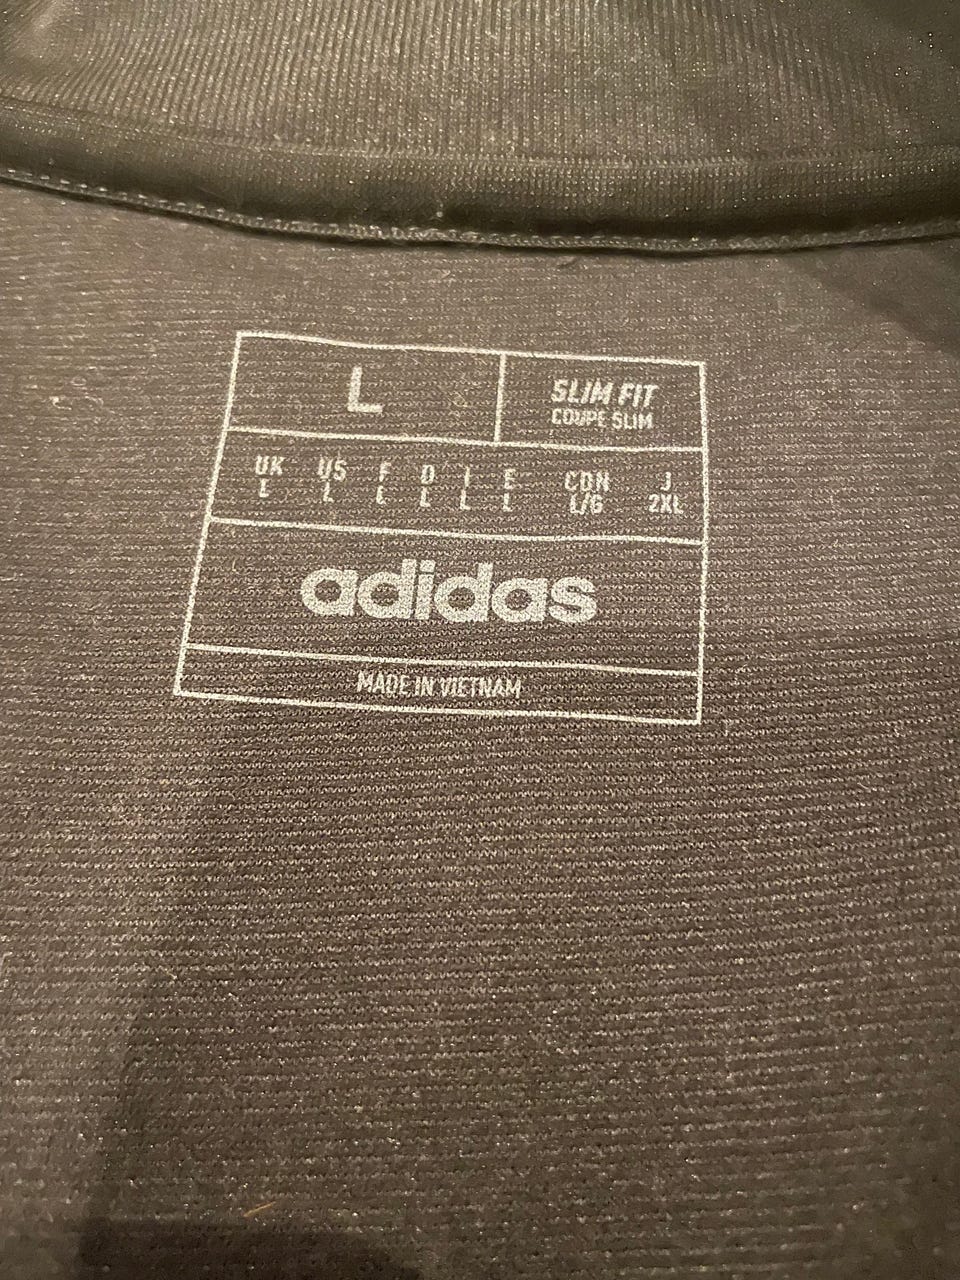 L
SLIM FIT
COUPE SLIM
UK US F D I E CDN J
L L L L L L L/G 2XL
adidas
MADE IN VIETNAM